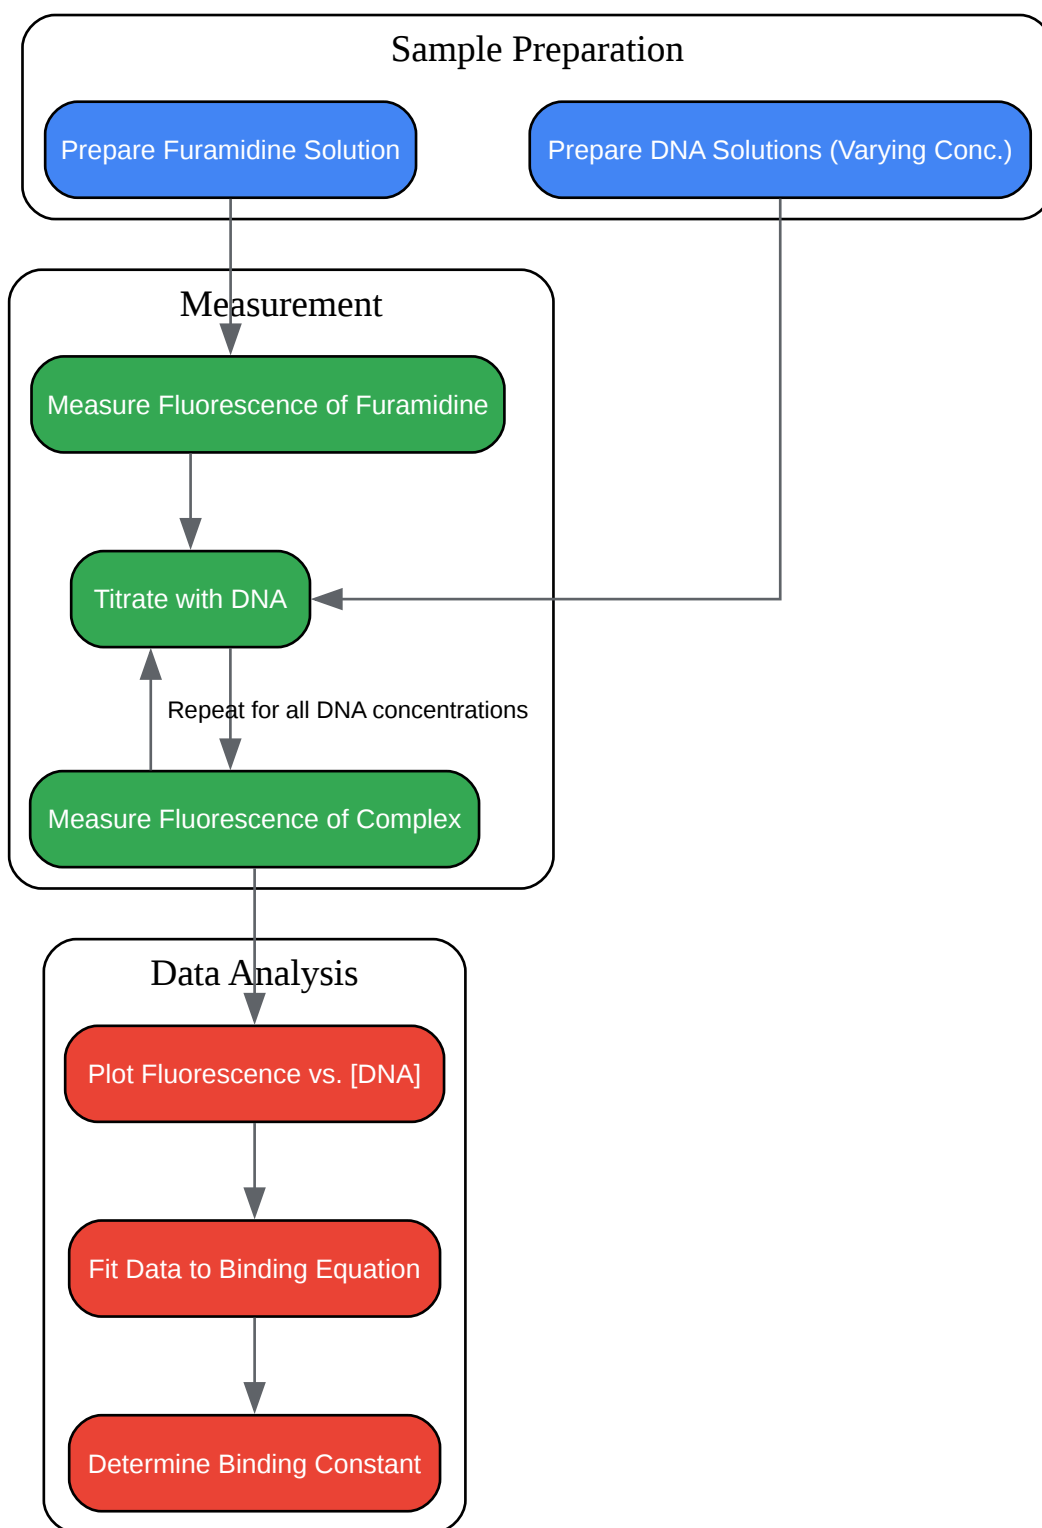 Sample Preparation
Prepare Furamidine Solution
Prepare DNA Solutions (Varying Conc.)
Measurement
Measure Fluorescence of Furamidine
Titrate with DNA
Repeat for all DNA concentrations
Measure Fluorescence of Complex
Data Analysis
Plot Fluorescence vs. [DNA]
Fit Data to Binding Equation
Determine Binding Constant